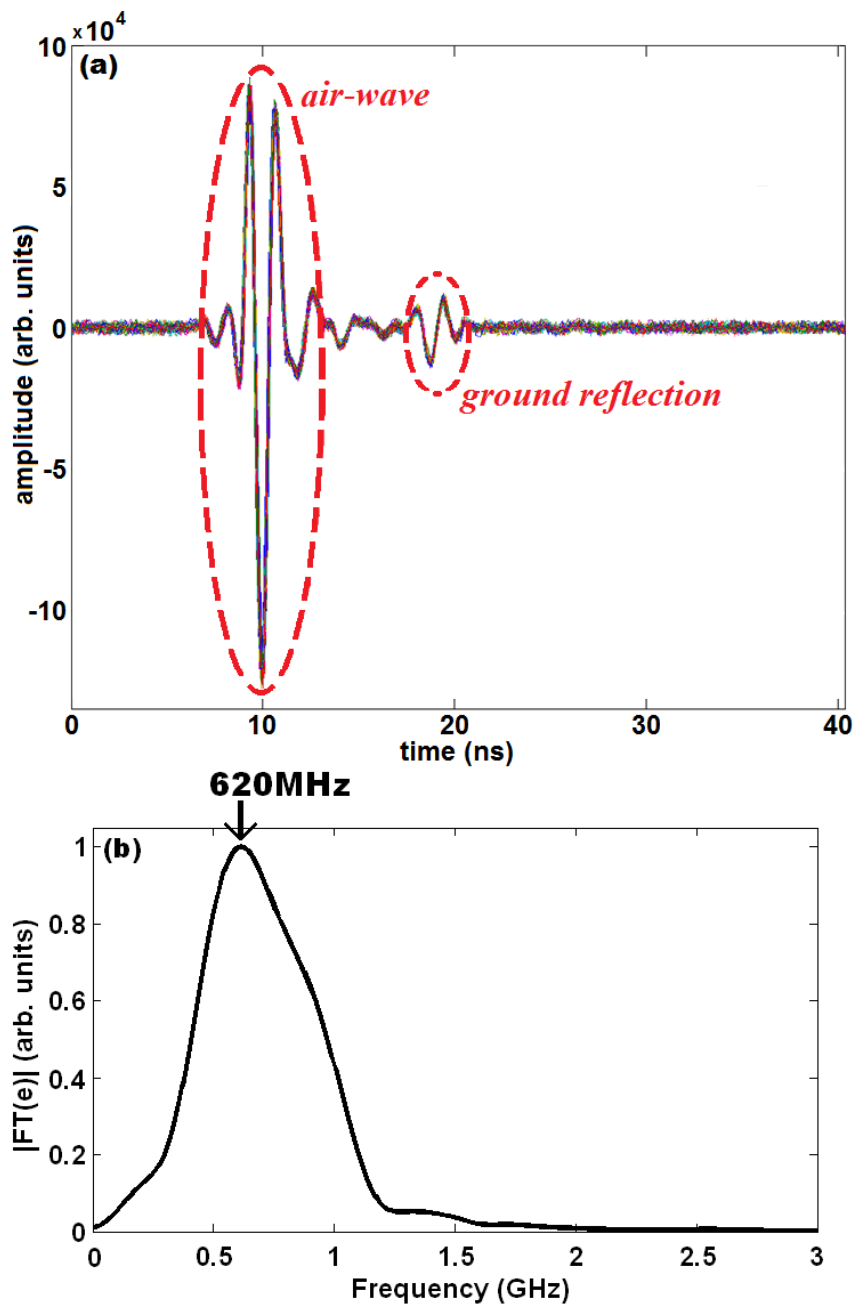 10 ×10⁴
(a)
air-wave
5
0
ground reflection
-5
-10
amplitude (arb. units)
0 10 20 30 40
time (ns)
620MHz
(b)
1
0.8
0.6
0.4
0.2
0
|FT(e)| (arb. units)
0 0.5 1 1.5 2 2.5 3
Frequency (GHz)